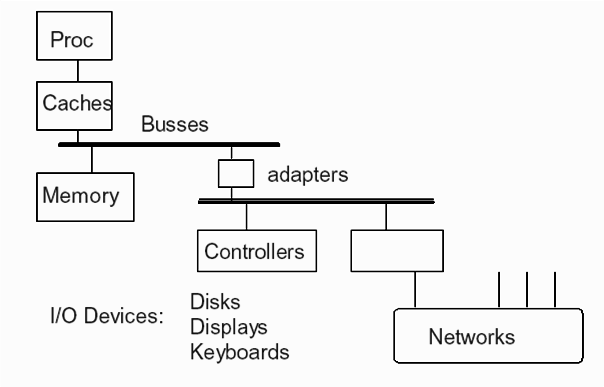 Proc
Caches
Busses
adapters
Memory
Controllers
I/O Devices:
Disks
Displays
Keyboards
Networks